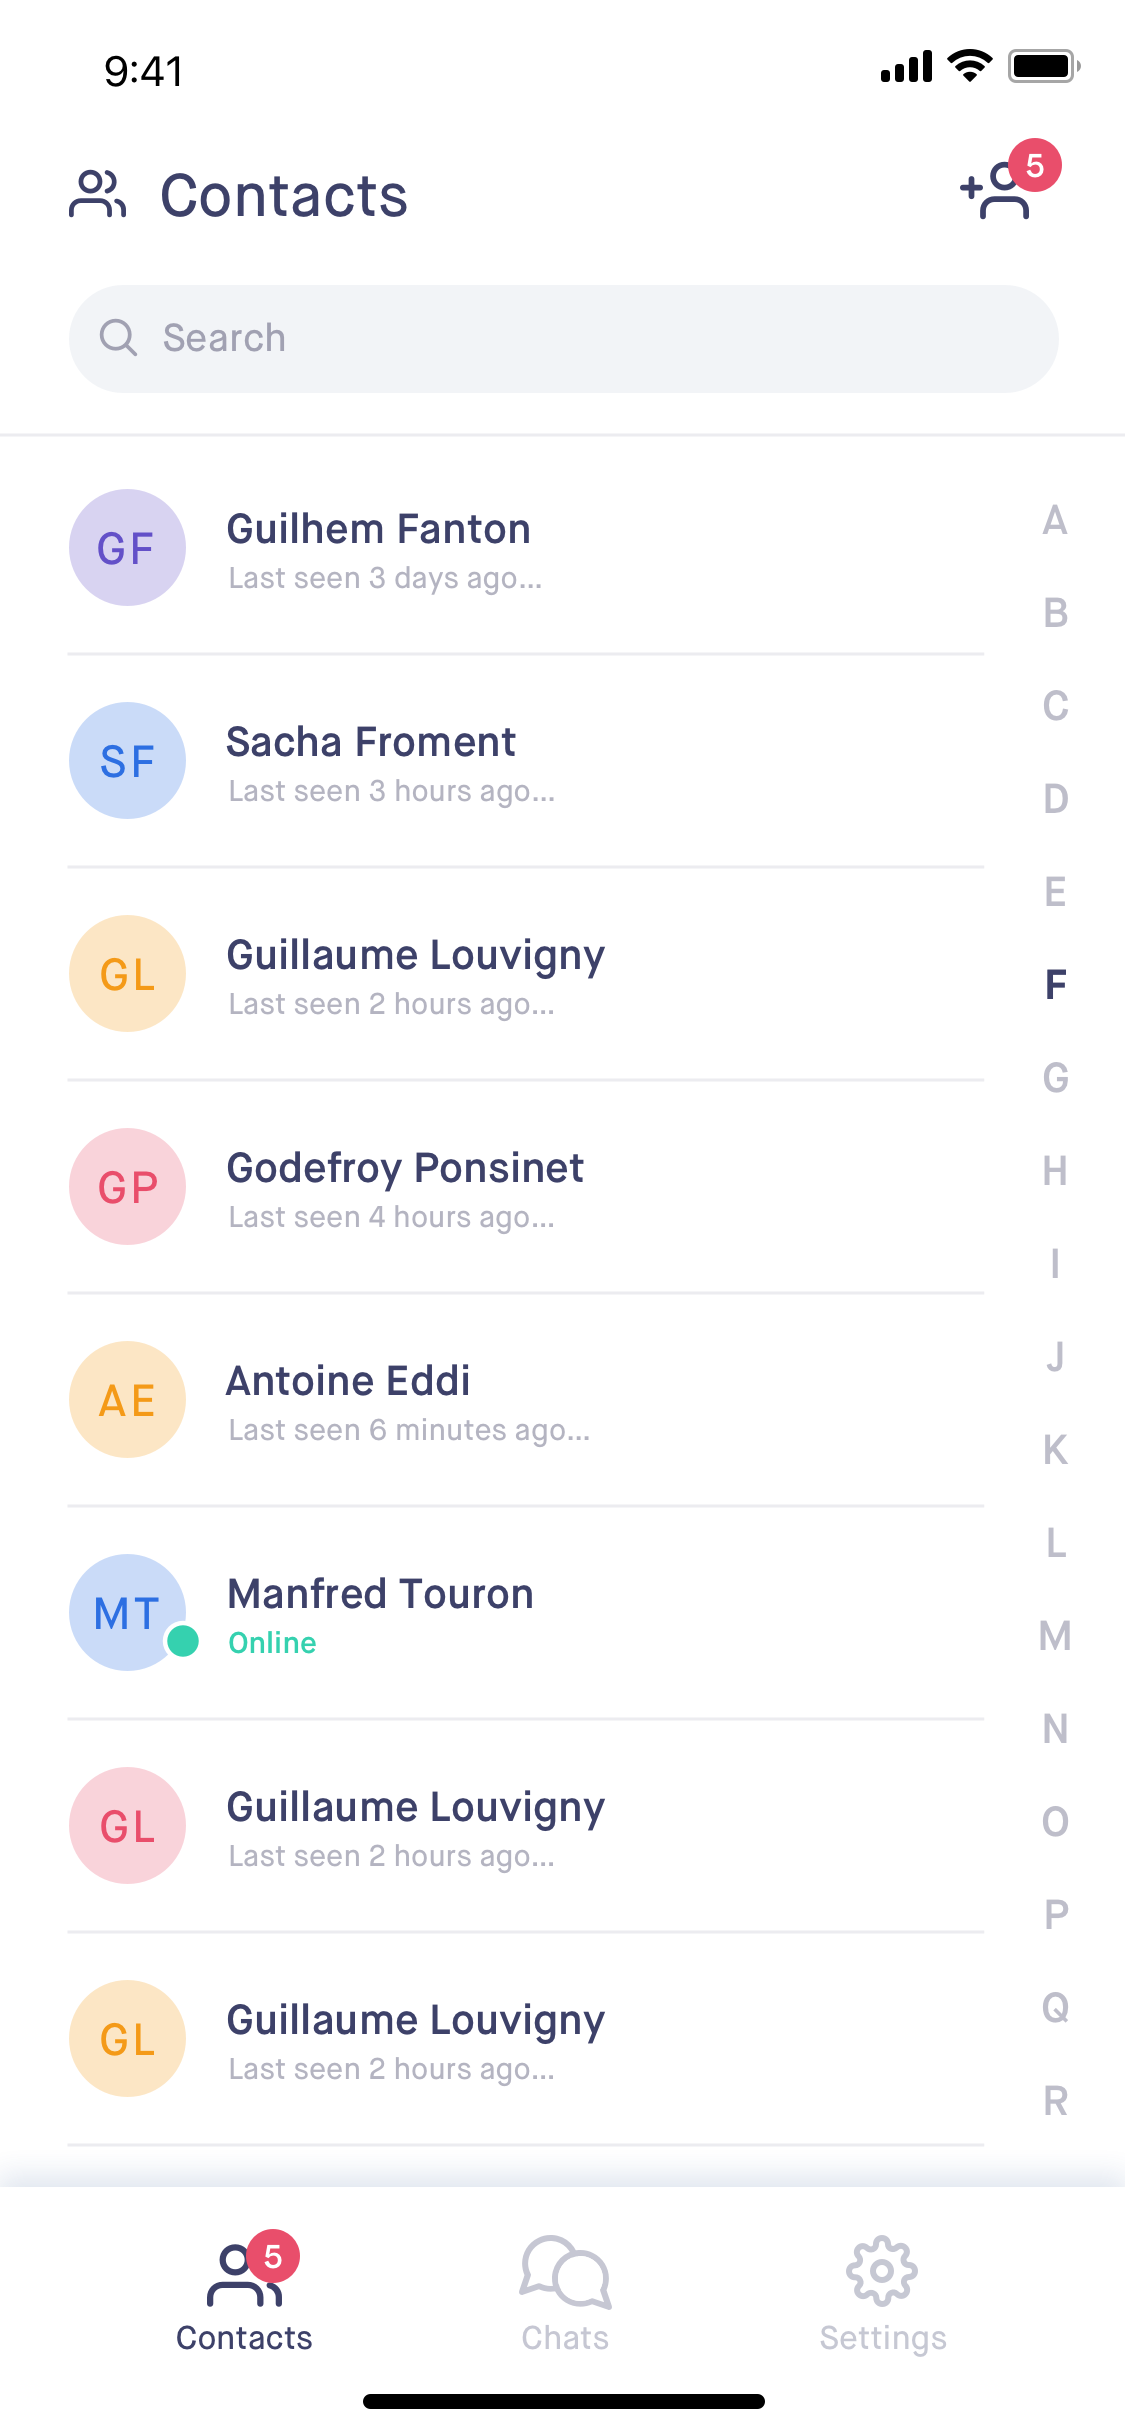 9:41
Contacts
5
Search
GF
Guilhem Fanton
Last seen 3 days ago...
SF
Sacha Froment
Last seen 3 hours ago...
GL
Guillaume Louvigny
Last seen 2 hours ago...
GP
Godefroy Ponsinet
Last seen 4 hours ago...
AE
Antoine Eddi
Last seen 6 minutes ago...
MT
Manfred Touron
Online
GL
Guillaume Louvigny
Last seen 2 hours ago...
GL
Guillaume Louvigny
Last seen 2 hours ago...
A
B
C
D
E
F
G
H
I
J
K
L
M
N
O
P
Q
R
5
Contacts
Chats
Settings